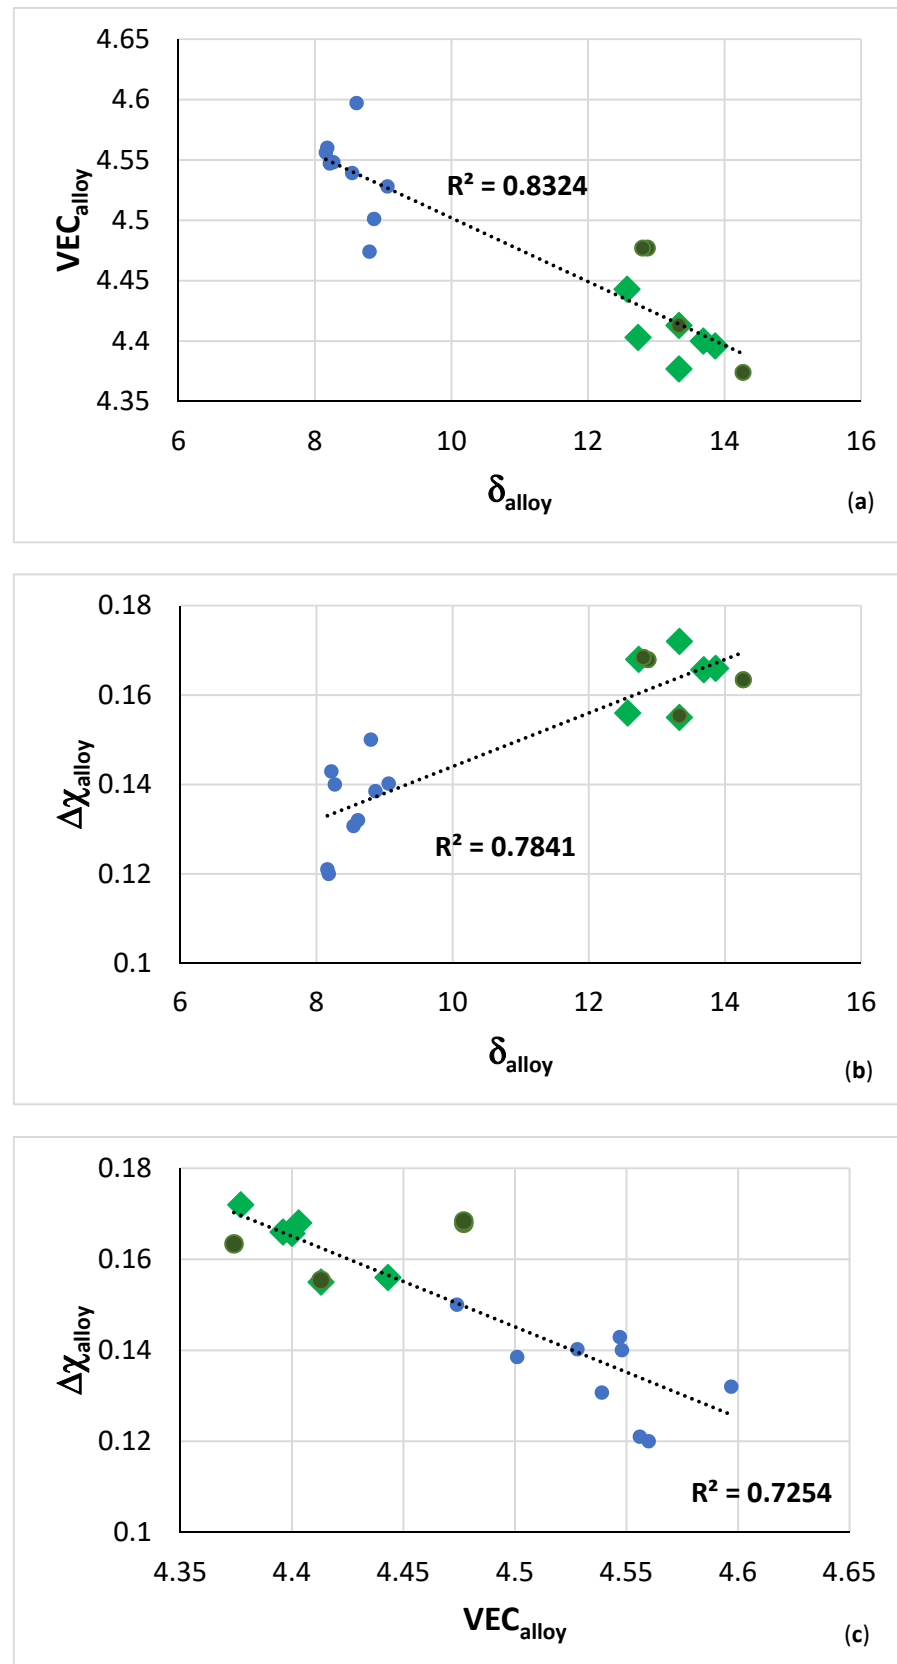 4.65
4.6
4.55
4.5
4.45
4.4
4.35
VECalloy
R² = 0.8324
6 8 10 12 14 16
δalloy
(a)
0.18
0.16
0.14
0.12
0.1
Δχalloy
R² = 0.7841
6 8 10 12 14 16
δalloy
(b)
0.18
0.16
0.14
0.12
0.1
Δχalloy
R² = 0.7254
4.35 4.4 4.45 4.5 4.55 4.6 4.65
VECalloy
(c)